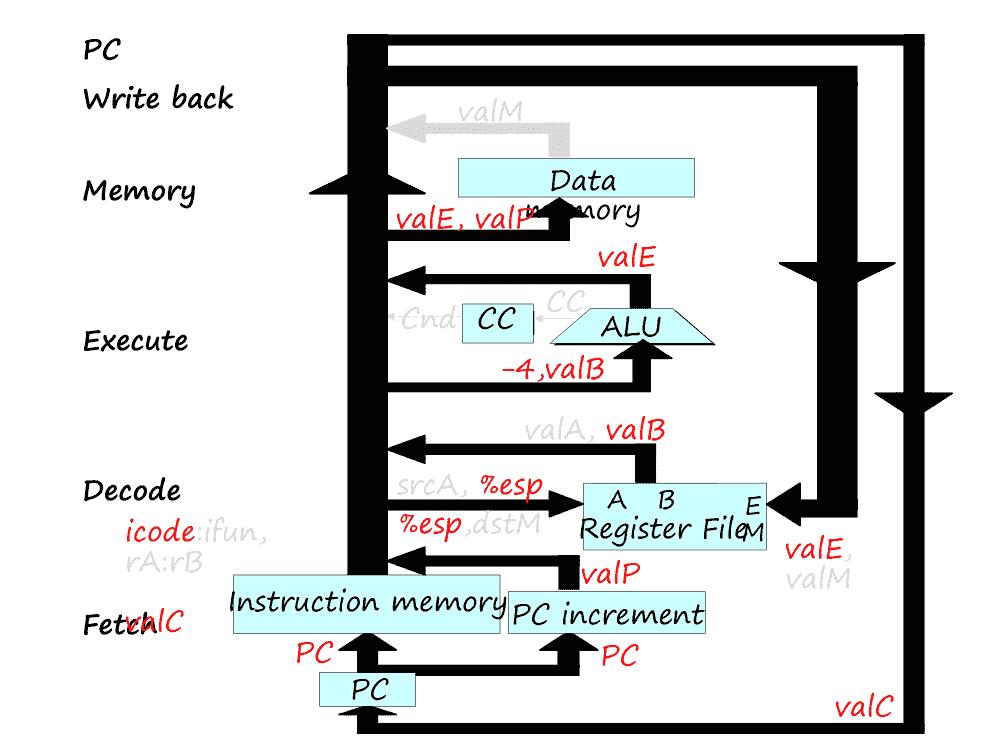 PC
Write back
valM
Memory
Data
memory
valE, valP
valE
Cnd
CC
CC
ALU
Execute
-4,valB
valA, valB
Decode
srcA, %esp
A B E
%esp,dstM
Register File M
icode:ifun,
rA:rB
valE,
valM
valP
Instruction memory
PC increment
Fetch
valC
PC
PC
PC
valC